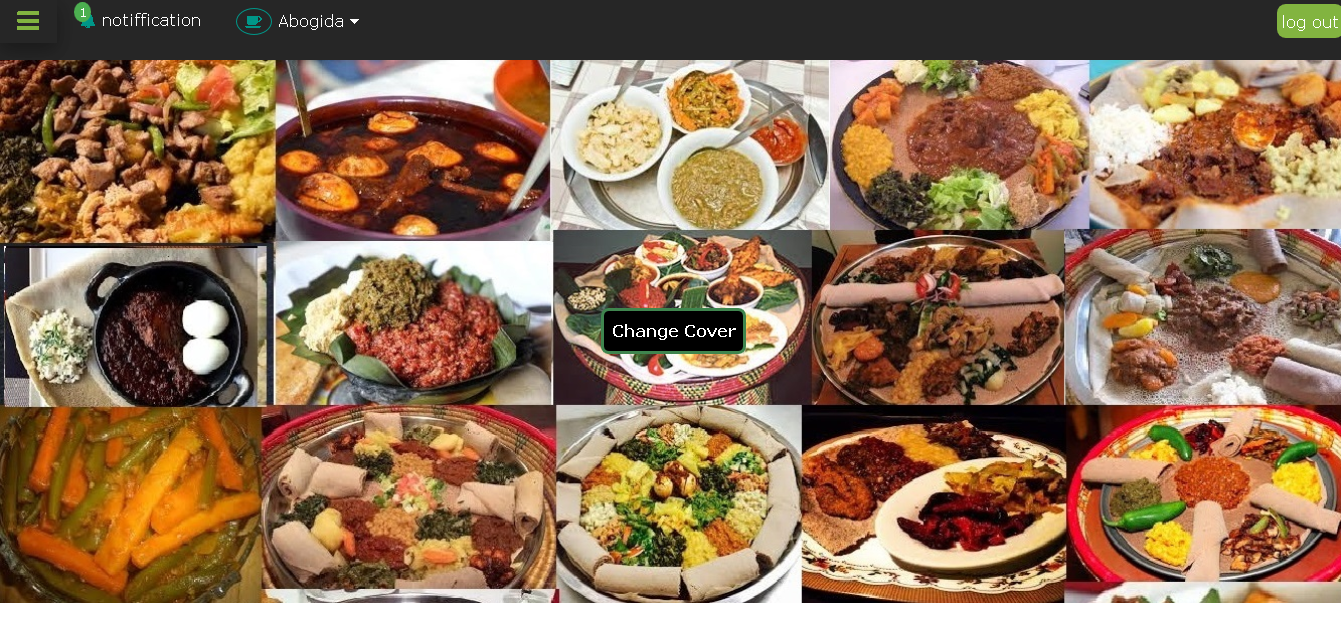 1
notiffication
Abogida
log out
Change Cover